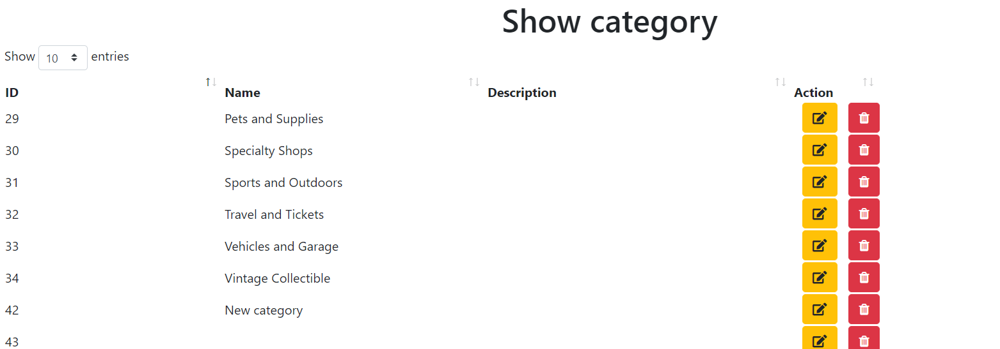 Show category
Show 10 entries
ID Name Description Action
29 Pets and Supplies
30 Specialty Shops
31 Sports and Outdoors
32 Travel and Tickets
33 Vehicles and Garage
34 Vintage Collectible
42 New category
43